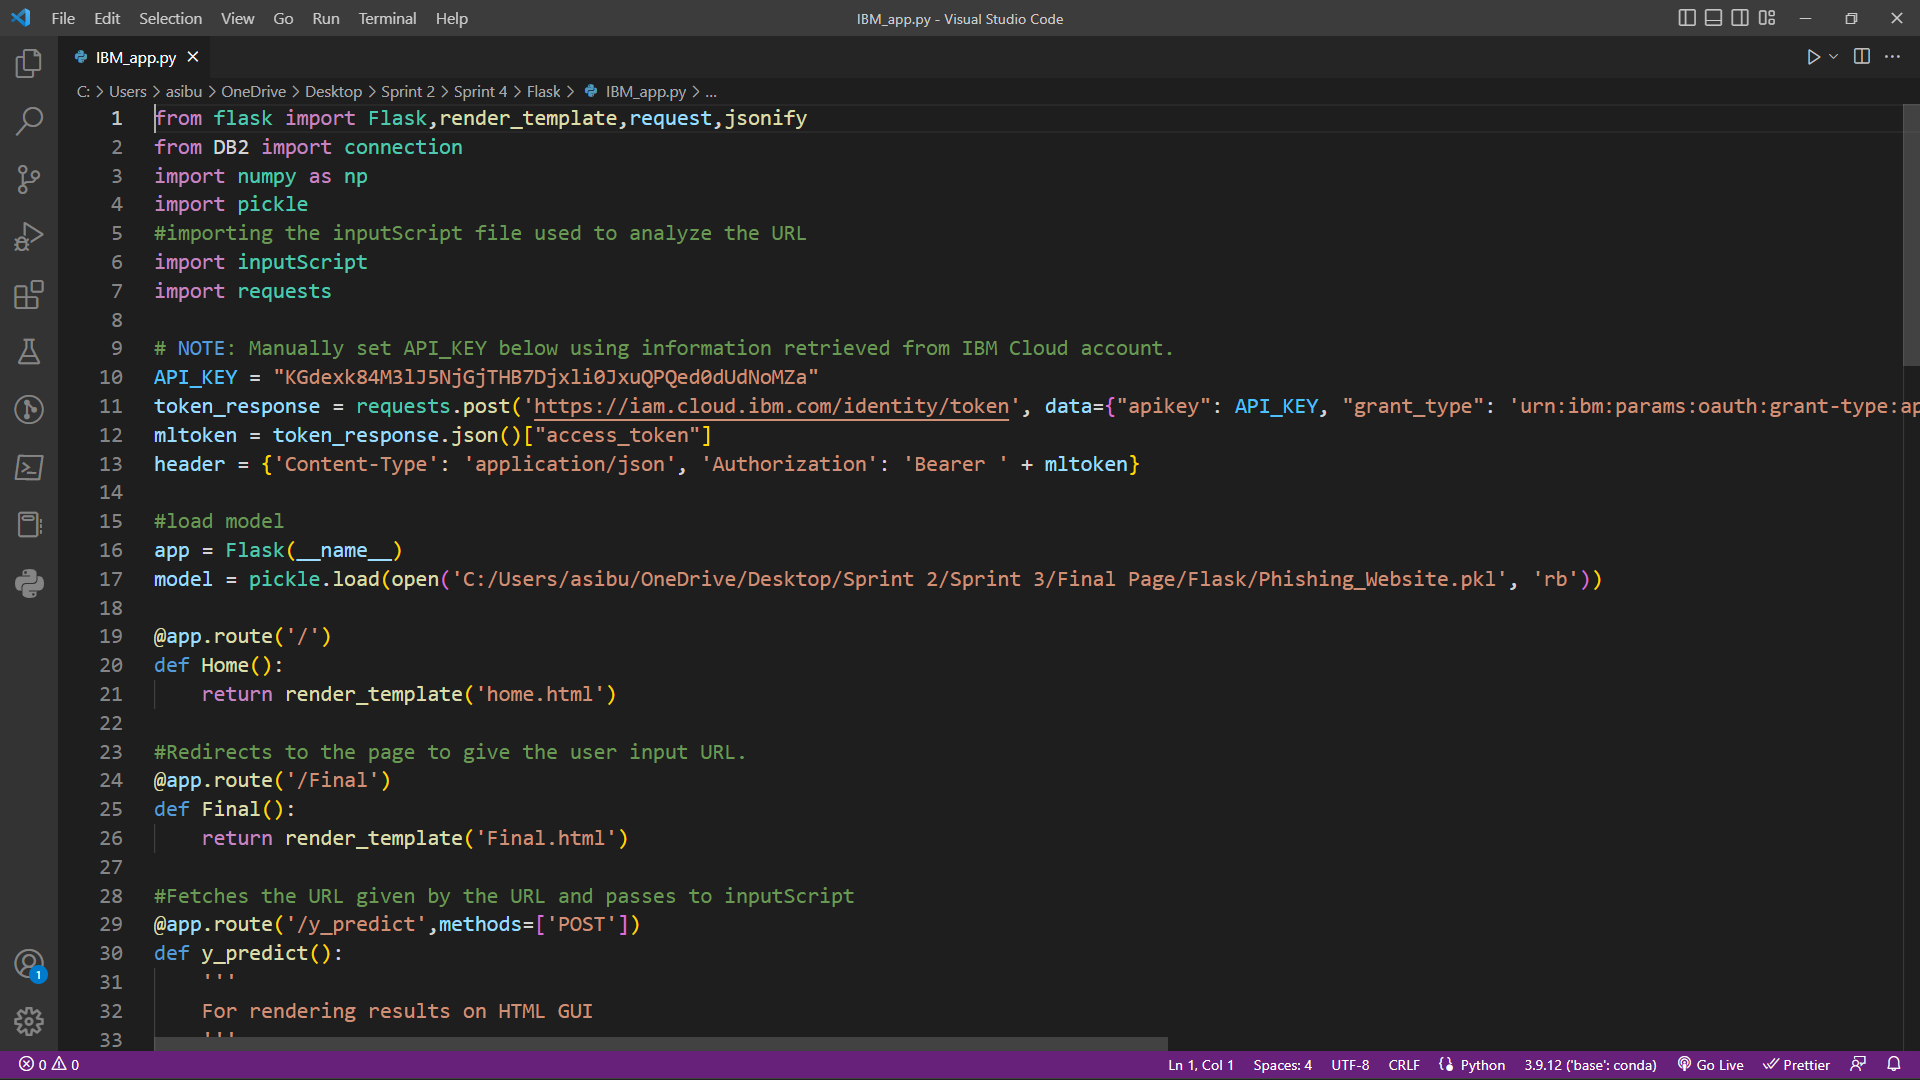 File Edit Selection View Go Run Terminal Help IBM_app.py - Visual Studio Code
IBM_app.py
C: > Users > asibu > OneDrive > Desktop > Sprint 2 > Sprint 4 > Flask > IBM_app.py > ...
1 from flask import Flask,render_template,request,jsonify
2 from DB2 import connection
3 import numpy as np
4 import pickle
5 #importing the inputScript file used to analyze the URL
6 import inputScript
7 import requests
8
9 # NOTE: Manually set API_KEY below using information retrieved from IBM Cloud account.
10 API_KEY = "KGdexk84M3lJ5NjGjTHB7Djxli0JxuQPQed0dUdNoMZa"
11 token_response = requests.post('https://iam.cloud.ibm.com/identity/token', data={"apikey": API_KEY, "grant_type": 'urn:ibm:params:oauth:grant-type:ap
12 mltoken = token_response.json()["access_token"]
13 header = {'Content-Type': 'application/json', 'Authorization': 'Bearer ' + mltoken}
14
15 #load model
16 app = Flask(__name__)
17 model = pickle.load(open('C:/Users/asibu/OneDrive/Desktop/Sprint 2/Sprint 3/Final Page/Flask/Phishing_Website.pkl', 'rb'))
18
19 @app.route('/')
20 def Home():
21     return render_template('home.html')
22
23 #Redirects to the page to give the user input URL.
24 @app.route('/Final')
25 def Final():
26     return render_template('Final.html')
27
28 #Fetches the URL given by the URL and passes to inputScript
29 @app.route('/y_predict',methods=['POST'])
30 def y_predict():
31     '''
32     For rendering results on HTML GUI
33     '''
1
0 0 Ln 1, Col 1 Spaces: 4 UTF-8 CRLF Python 3.9.12 ('base': conda) Go Live Prettier